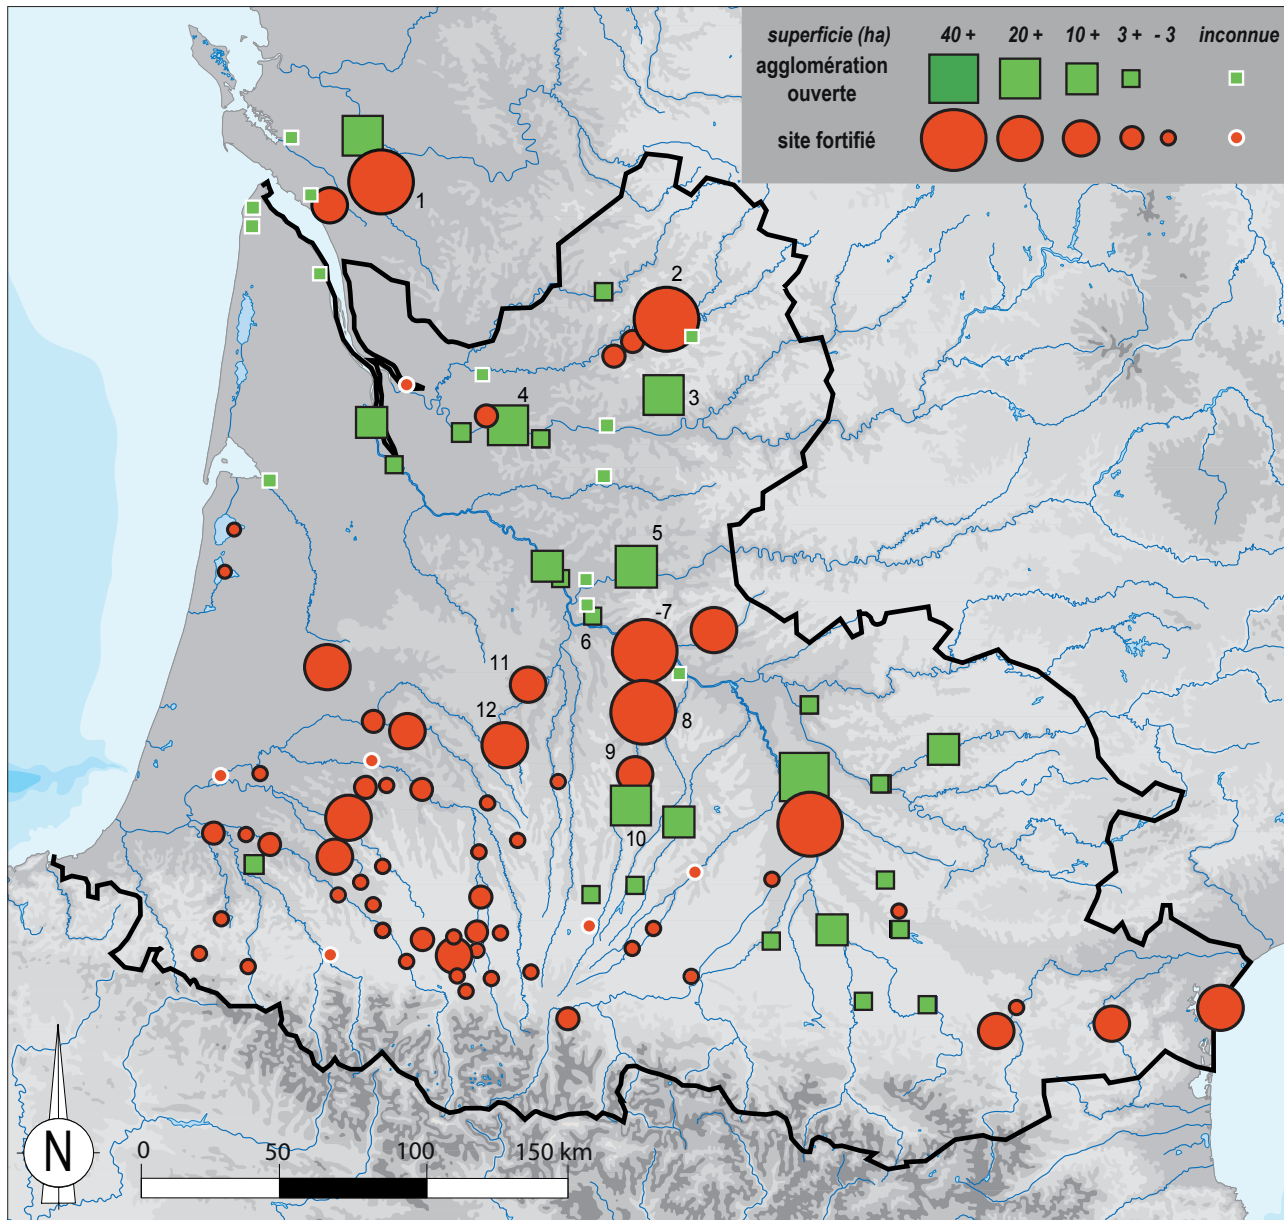 superficie (ha) 40 + 20 + 10 + 3 + - 3 inconnue
agglomération
ouverte
site fortifié
1
2
3
4
5
-7
6
11
8
12
9
10
N
0 50 100 150 km